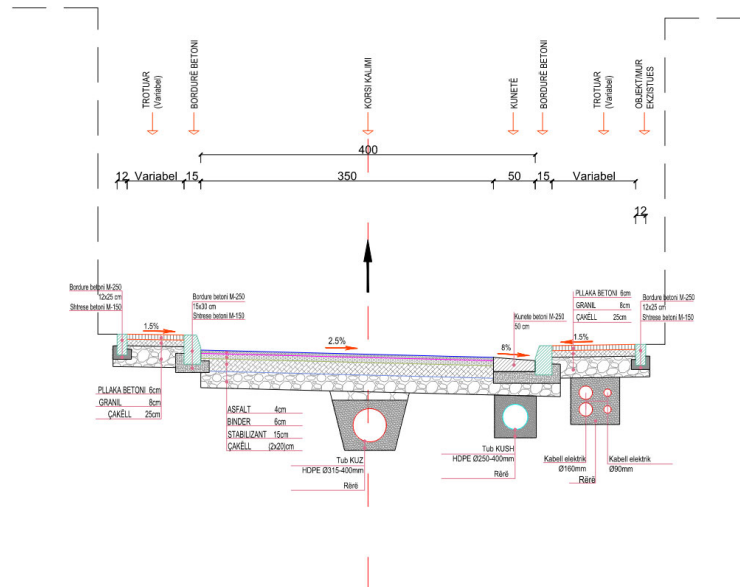 TROTUAR
(Variabel)
BORDURË BETONI
KORSI KALIMI
KUNETË
BORDURË BETONI
TROTUAR
(Variabel)
OBJEKT/MUR
EKZISTUES
400
12 Variabel 15 350 50 15 Variabel
12
Bordure betoni M-250
12x25 cm
Shtrese betoni M-150
Bordure betoni M-250
15x30 cm
Shtrese betoni M-150
Kunete betoni M-250
50 cm
PLLAKA BETONI 6cm
GRANIL 8cm
ÇAKËLL 25cm
Bordure betoni M-250
12x25 cm
Shtrese betoni M-150
1.5%
2.5%
8%
1.5%
PLLAKA BETONI 6cm
GRANIL 8cm
ÇAKËLL 25cm
ASFALT 4cm
BINDER 6cm
STABILIZANT 15cm
ÇAKËLL (2x20)cm
Tub KUZ
HDPE Ø315-400mm
Rërë
Tub KUSH
HDPE Ø250-400mm
Rërë
Kabell elektrik
Ø160mm
Rërë
Kabell elektrik
Ø90mm